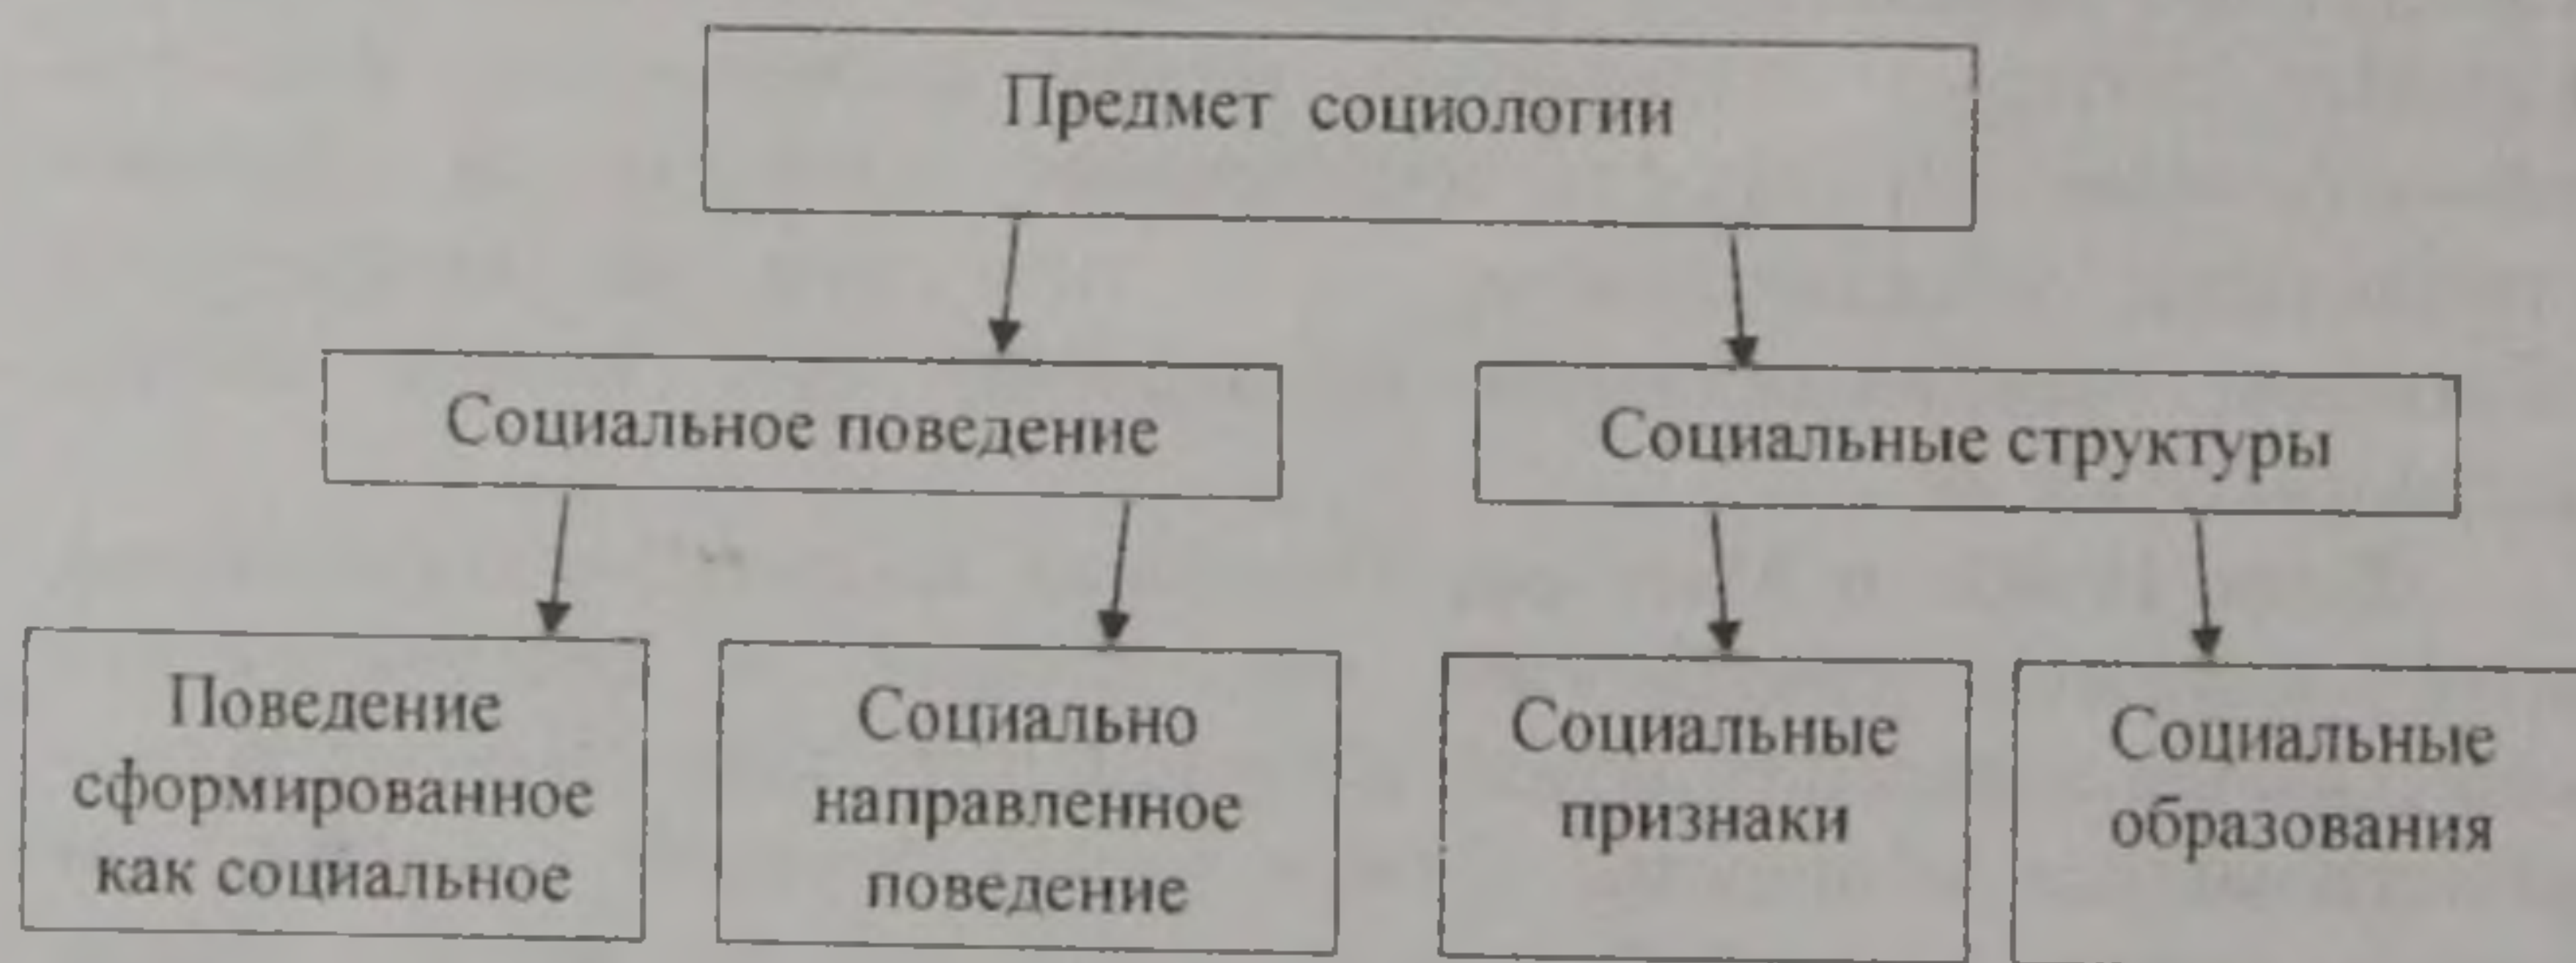 Предмет социологии
Социальное поведение
Социальные структуры
Поведение
сформированное
как социальное
Социально
направленное
поведение
Социальные
признаки
Социальные
образования